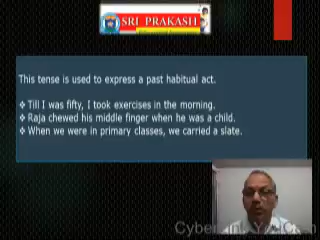 SRI PRAKASH
This tense is used to express a past habitual act.
❖ Till I was fifty, I took exercises in the morning.
❖ Raja chewed his middle finger when he was a child.
❖ When we were in primary classes, we carried a slate.